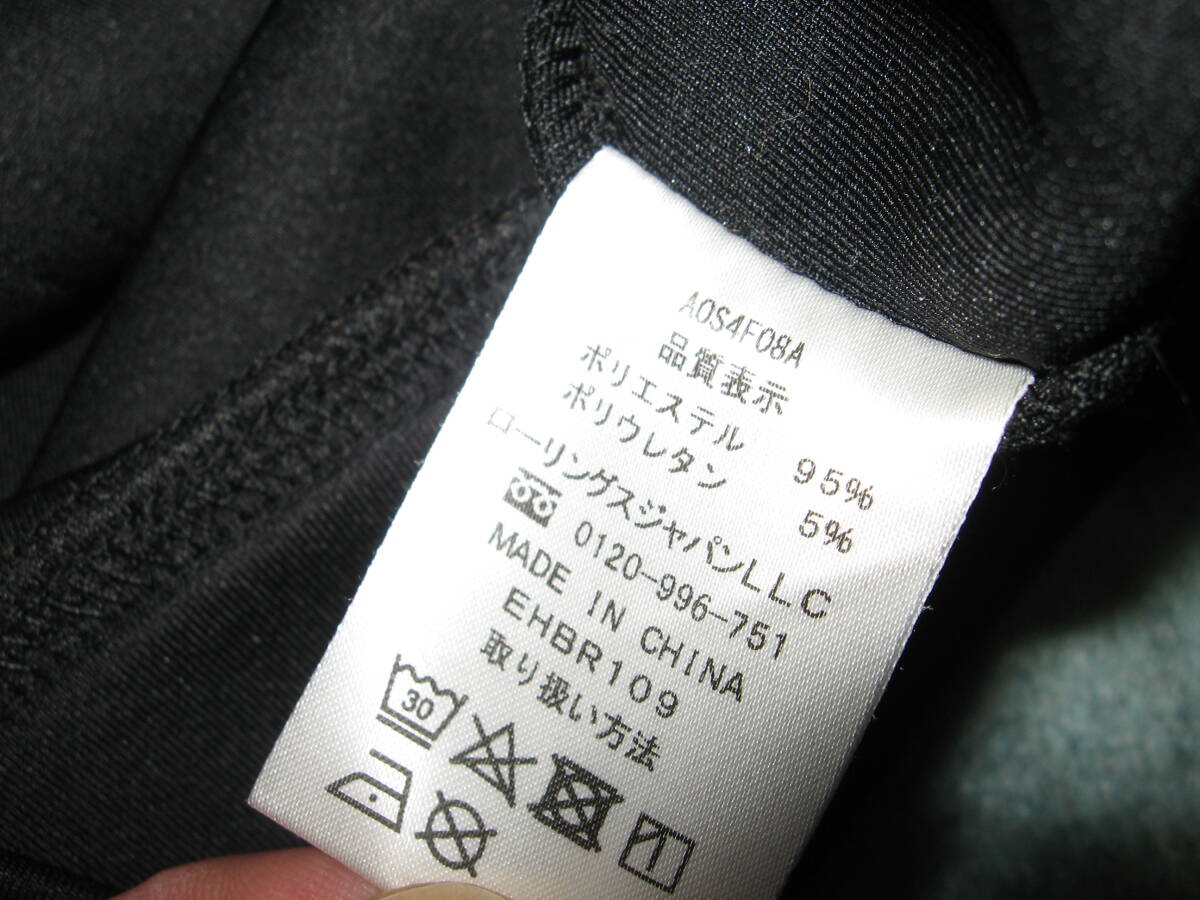 AOS4F08A
品質表示
ポリエステル 95%
ポリウレタン 5%
ローリングスジャパンLLC
0120-996-751
MADE IN CHINA
EHBR109
取り扱い方法
30